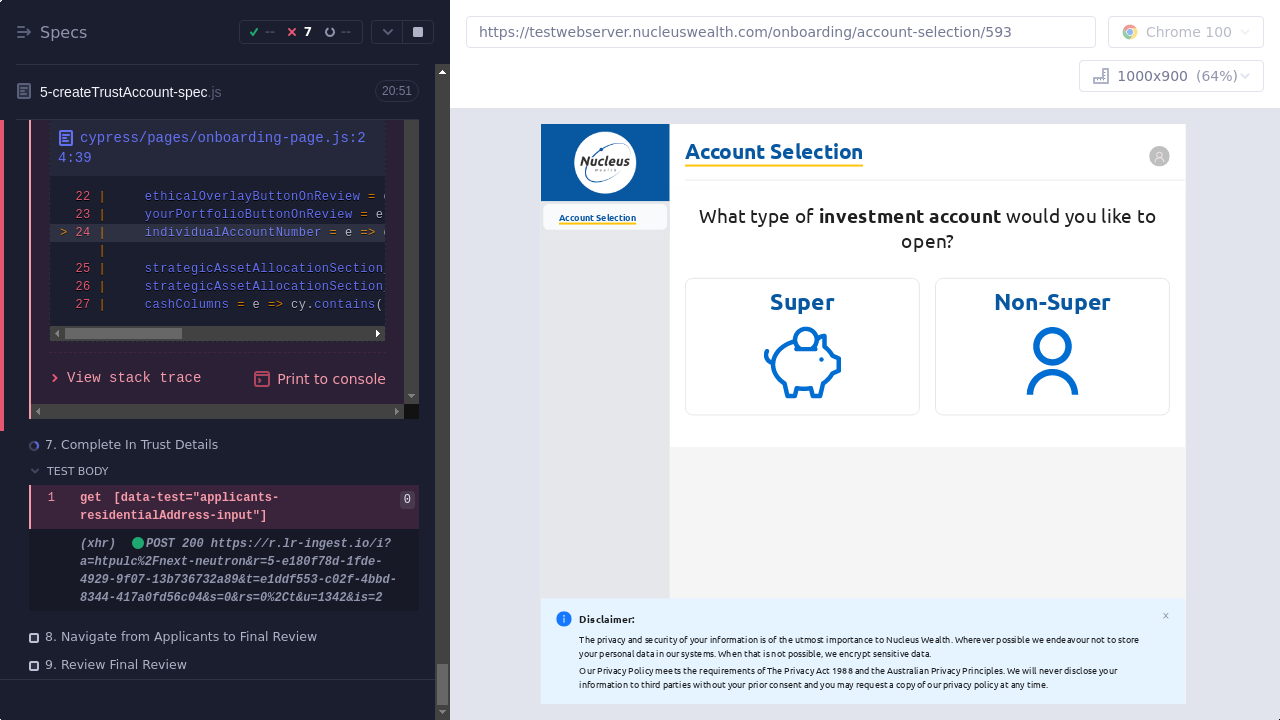 Specs
--
7
--
5-createTrustAccount-spec.js
20:51
cypress/pages/onboarding-page.js:2
4:39
22 | ethicalOverlayButtonOnReview =
23 | yourPortfolioButtonOnReview = e
> 24 | individualAccountNumber = e =>
|
25 | strategicAssetAllocationSection
26 | strategicAssetAllocationSection
27 | cashColumns = e => cy.contains(
View stack trace
Print to console
7. Complete In Trust Details
TEST BODY
1 get [data-test="applicants-
residentialAddress-input"]
0
(xhr) POST 200 https://r.lr-ingest.io/i?
a=htpulc%2Fnext-neutron&r=5-e180f78d-1fde-
4929-9f07-13b736732a89&t=e1ddf553-c02f-4bbd-
8344-417a0fd56c04&s=0&rs=0%2Ct&u=1342&is=2
8. Navigate from Applicants to Final Review
9. Review Final Review
https://testwebserver.nucleuswealth.com/onboarding/account-selection/593
Chrome 100
1000x900 (64%)
Nucleus
Wealth
Account Selection
Account Selection
What type of investment account would you like to
open?
Super
Non-Super
Disclaimer:
×
The privacy and security of your information is of the utmost importance to Nucleus Wealth. Wherever possible we endeavour not to store
your personal data in our systems. When that is not possible, we encrypt sensitive data.
Our Privacy Policy meets the requirements of The Privacy Act 1988 and the Australian Privacy Principles. We will never disclose your
information to third parties without your prior consent and you may request a copy of our privacy policy at any time.